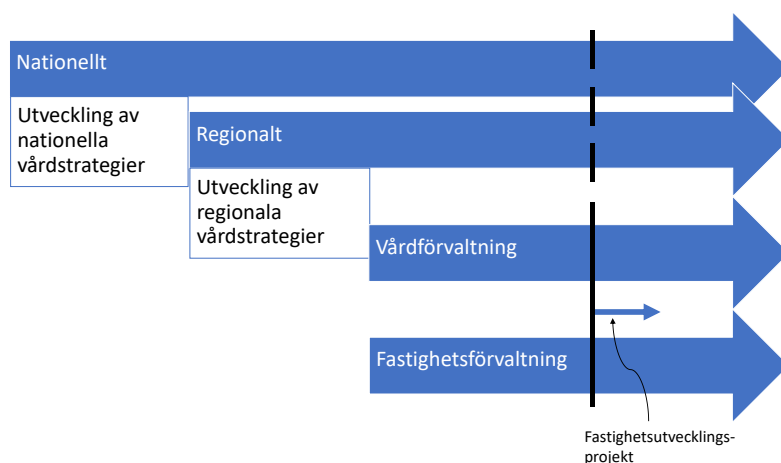 Nationellt
Utveckling av
nationella
vårdstrategier
Regionalt
Utveckling av
regionala
vårdstrategier
Vårdförvaltning
Fastighetsförvaltning
Fastighetsutvecklings-
projekt